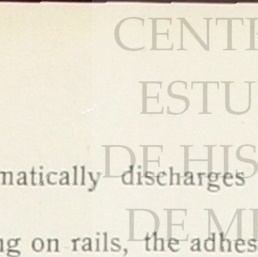 CENT
ESTU
DE HIS
matically discharges
DE M
ng on rails, the adhes